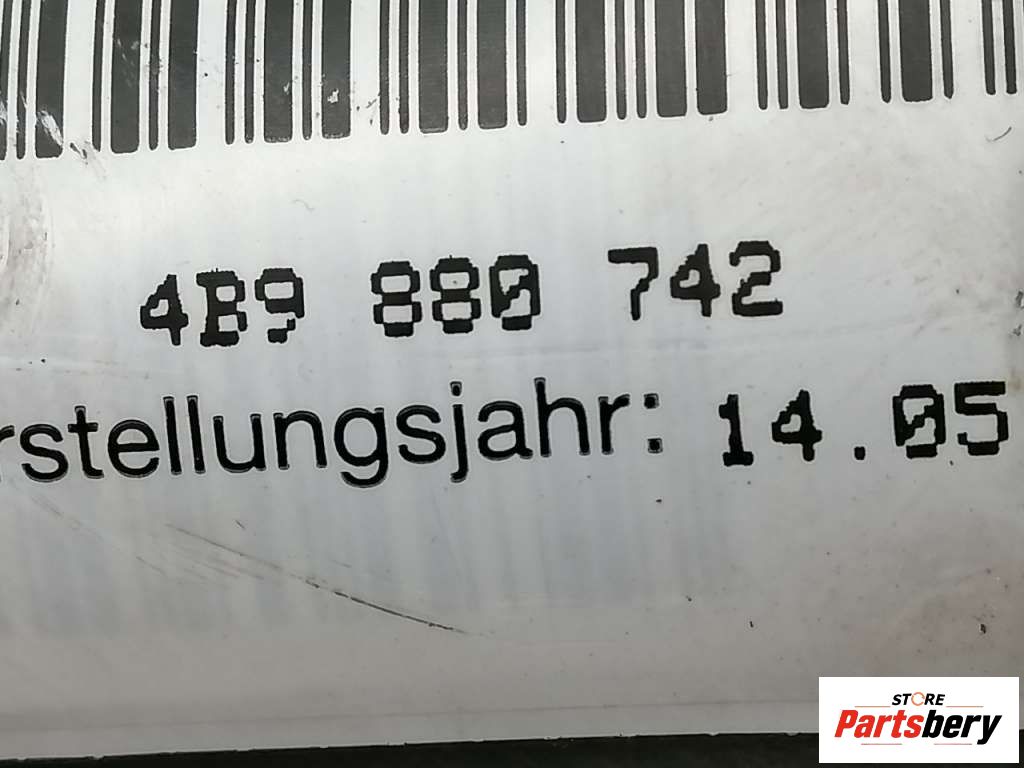 4B9 880 742
rstellungsjahr: 14.05
STORE
Partsbery